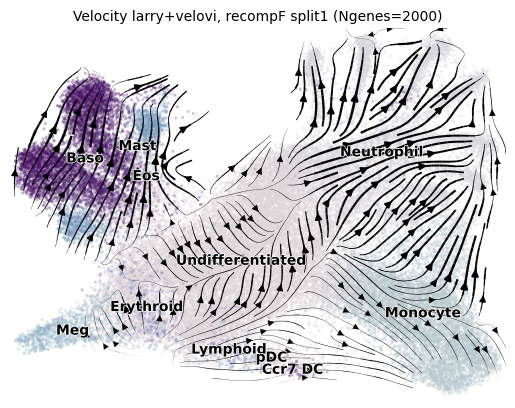 Velocity larry+velovi, recompF split1 (Ngenes=2000)
Neutrophil
Mast
Baso
Eos
Undifferentiated
Erythroid
Monocyte
Meg
Lymphoid
pDC
Ccr7 DC